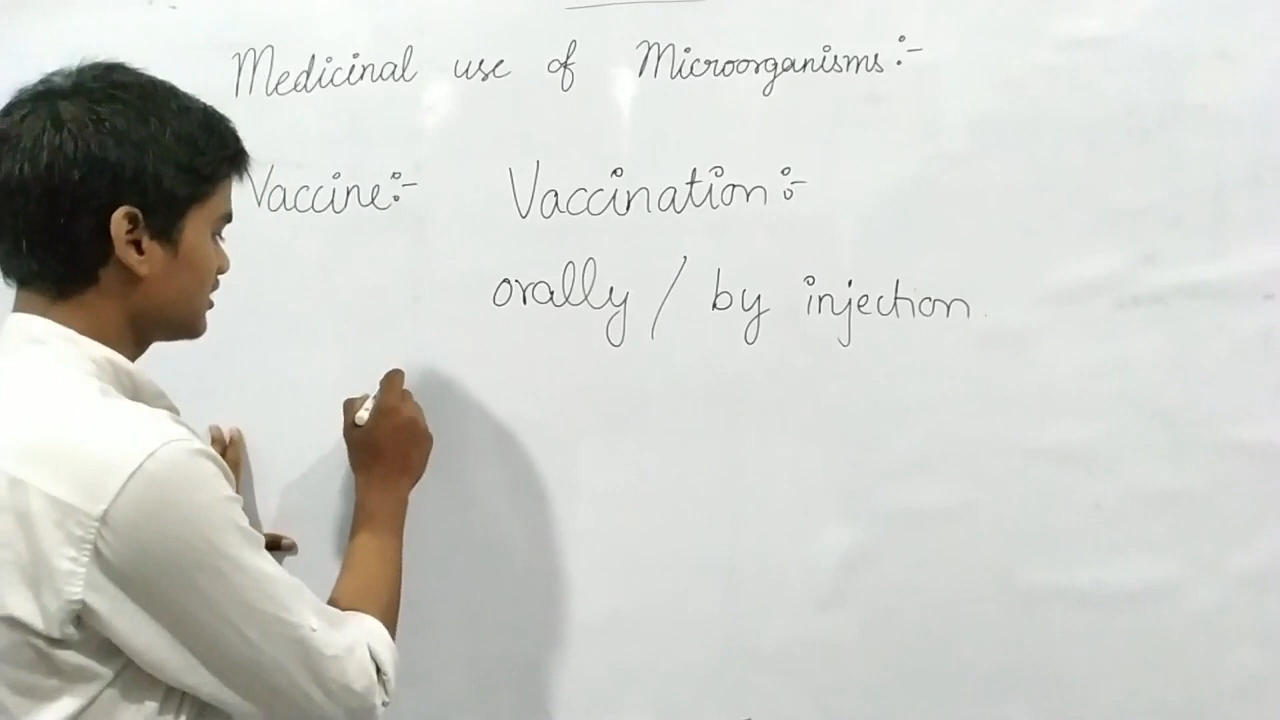 Medicinal use of Microorganisms:-
Vaccine:- Vaccination:-
orally / by injection